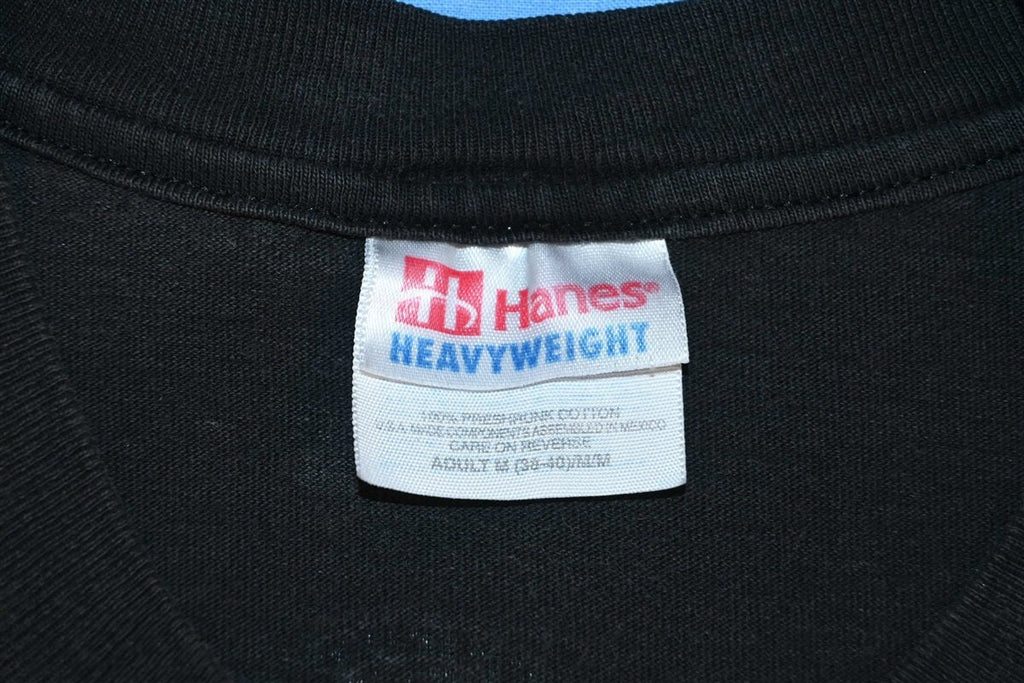 H Hanes
HEAVYWEIGHT
100% PRESHRUNK COTTON
U.S.A. MADE COMPONENTS ASSEMBLED IN MEXICO
CARE ON REVERSE
ADULT M (38-40)/M/M